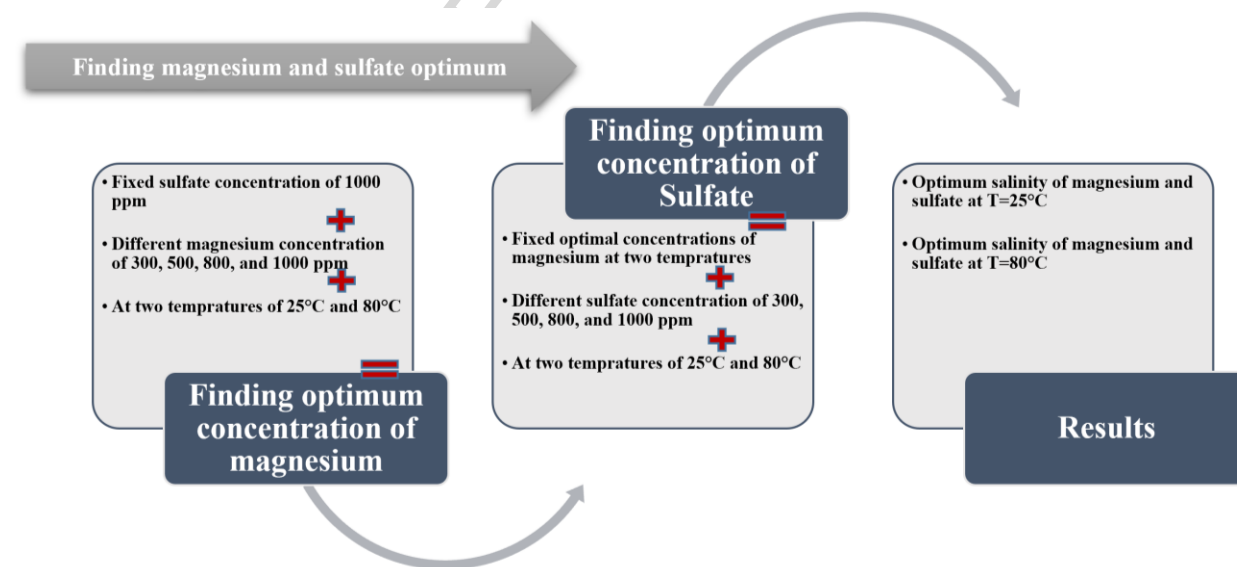 Finding magnesium and sulfate optimum
• Fixed sulfate concentration of 1000
ppm
• Different magnesium concentration
of 300, 500, 800, and 1000 ppm
• At two tempratures of 25°C and 80°C
Finding optimum
concentration of
magnesium
Finding optimum
concentration of
Sulfate
• Fixed optimal concentrations of
magnesium at two tempratures
• Different sulfate concentration of 300,
500, 800, and 1000 ppm
• At two tempratures of 25°C and 80°C
• Optimum salinity of magnesium and
sulfate at T=25°C
• Optimum salinity of magnesium and
sulfate at T=80°C
Results